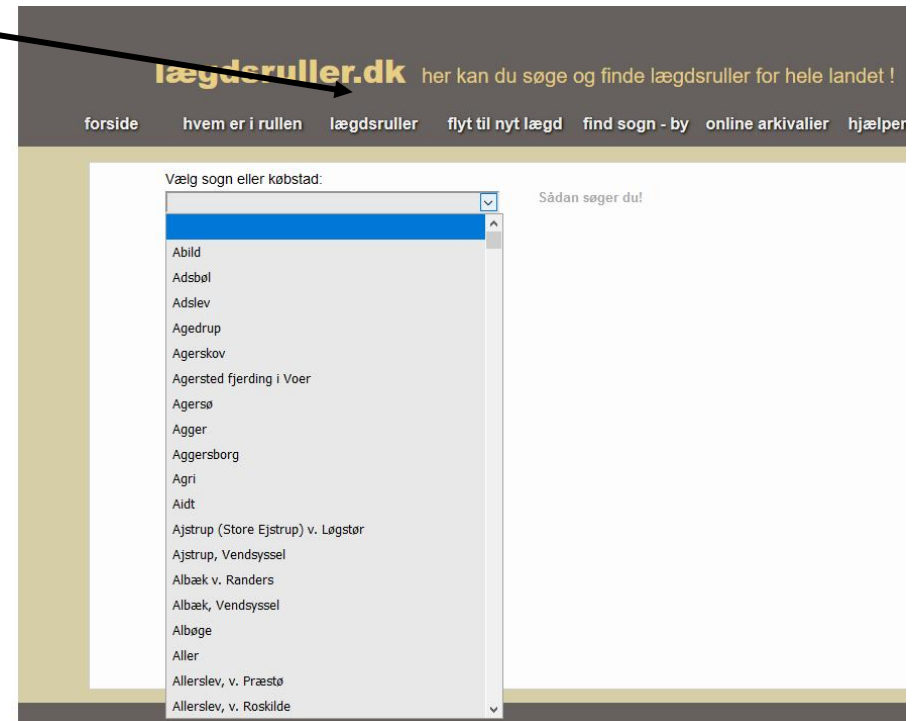 lægdsruller.dk her kan du søge og finde lægdsruller for hele landet !
forside hvem er i rullen lægdsruller flyt til nyt lægd find sogn - by online arkivalier hjælper
Vælg sogn eller købstad:
Sådan søger du!
Abild
Adsbøl
Adslev
Agedrup
Agerskov
Agersted fjerding i Voer
Agersø
Agger
Aggersborg
Agri
Aidt
Ajstrup (Store Ejstrup) v. Løgstør
Ajstrup, Vendsyssel
Albæk v. Randers
Albæk, Vendsyssel
Albøge
Aller
Allerslev, v. Præstø
Allerslev, v. Roskilde